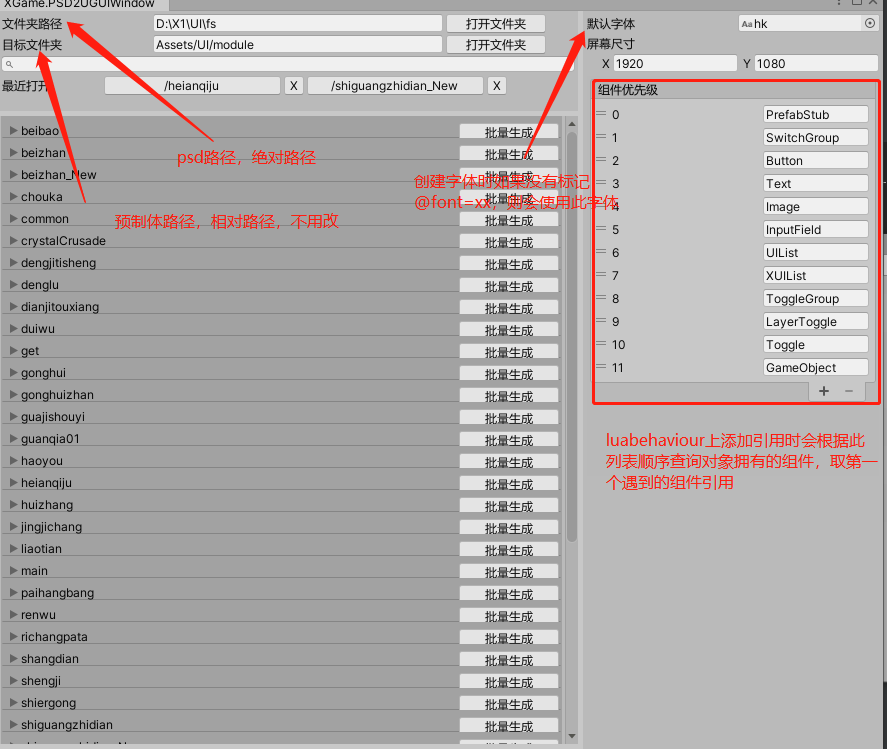 XGame.PSD2UGUIWindow
文件夹路径 D:\X1\UI\fs 打开文件夹
目标文件夹 Assets/UI/module 打开文件夹
最近打开 /heianqiju X /shiguangzhidian_New X
beibao 批量生成
beizhan 批量生成
beizhan_New 批量生成
chouka 批量生成
common 批量生成
crystalCrusade 批量生成
dengjitisheng 批量生成
denglu 批量生成
dianjitouxiang 批量生成
duiwu 批量生成
get 批量生成
gonghui 批量生成
gonghuizhan 批量生成
guajishouyi 批量生成
guanqia01 批量生成
haoyou 批量生成
heianqiju 批量生成
huizhang 批量生成
jingjichang 批量生成
liaotian 批量生成
main 批量生成
paihangbang 批量生成
renwu 批量生成
richangpata 批量生成
shangdian 批量生成
shengji 批量生成
shiergong 批量生成
shiguangzhidian 批量生成
psd路径，绝对路径
预制体路径，相对路径，不用改
创建字体时如果没有标记
@font=xx，则会使用此字体
默认字体 Aa hk
屏幕尺寸
X 1920 Y 1080
组件优先级
0 PrefabStub
1 SwitchGroup
2 Button
3 Text
4 Image
5 InputField
6 UIList
7 XUIList
8 ToggleGroup
9 LayerToggle
10 Toggle
11 GameObject
+ −
luabehaviour上添加引用时会根据此
列表顺序查询对象拥有的组件，取第一
个遇到的组件引用